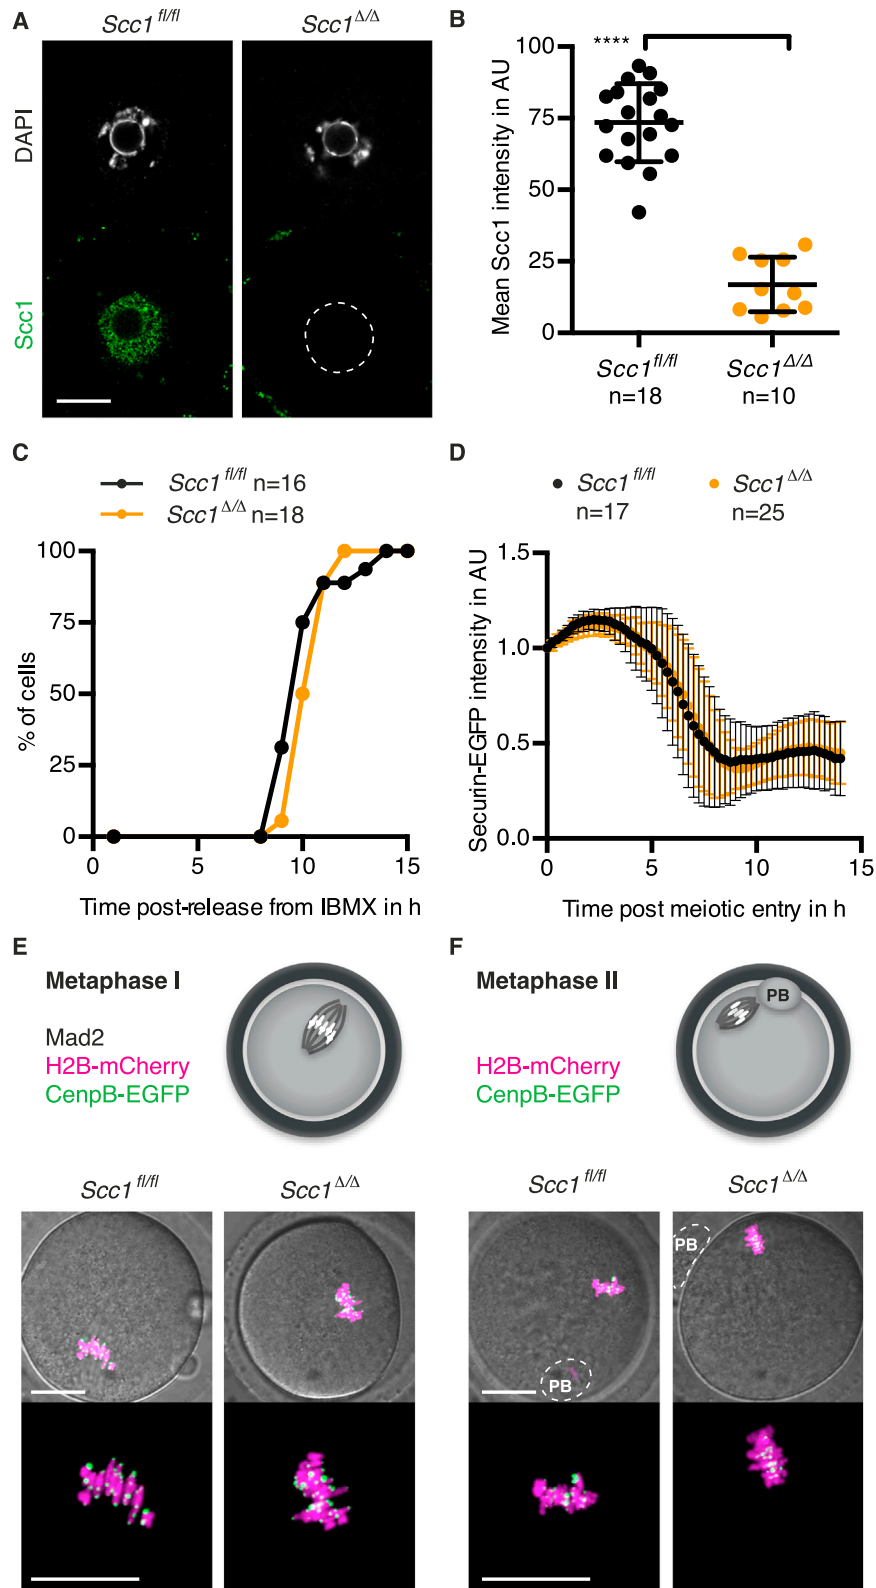 A
Scc1 fl/fl
Scc1 Δ/Δ
DAPI
Scc1
B
Mean Scc1 intensity in AU
100
75
50
25
0
****
Scc1 fl/fl
n=18
Scc1 Δ/Δ
n=10
C
Scc1 fl/fl n=16
Scc1 Δ/Δ n=18
% of cells
100
75
50
25
0
0 5 10 15
Time post-release from IBMX in h
D
Scc1 fl/fl
n=17
Scc1 Δ/Δ
n=25
Securin-EGFP intensity in AU
1.5
1.0
0.5
0.0
0 5 10 15
Time post meiotic entry in h
E
Metaphase I
Mad2
H2B-mCherry
CenpB-EGFP
Scc1 fl/fl
Scc1 Δ/Δ
F
Metaphase II
PB
H2B-mCherry
CenpB-EGFP
Scc1 fl/fl
Scc1 Δ/Δ
PB
PB